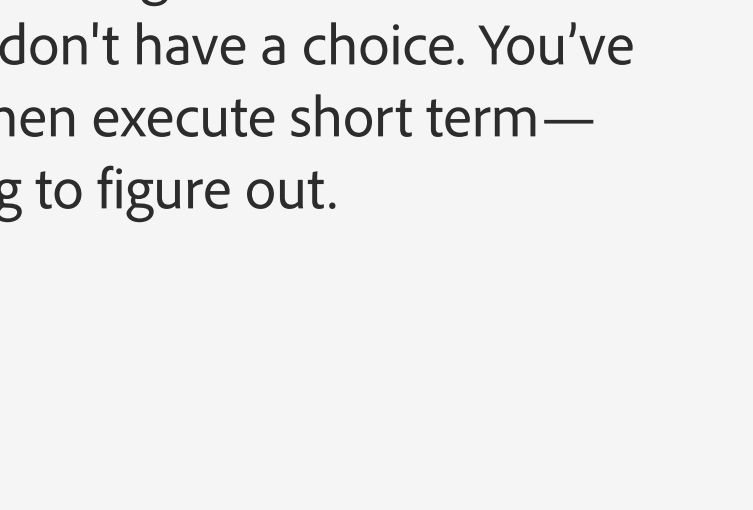 don't have a choice. You’ve
hen execute short term—
g to figure out.